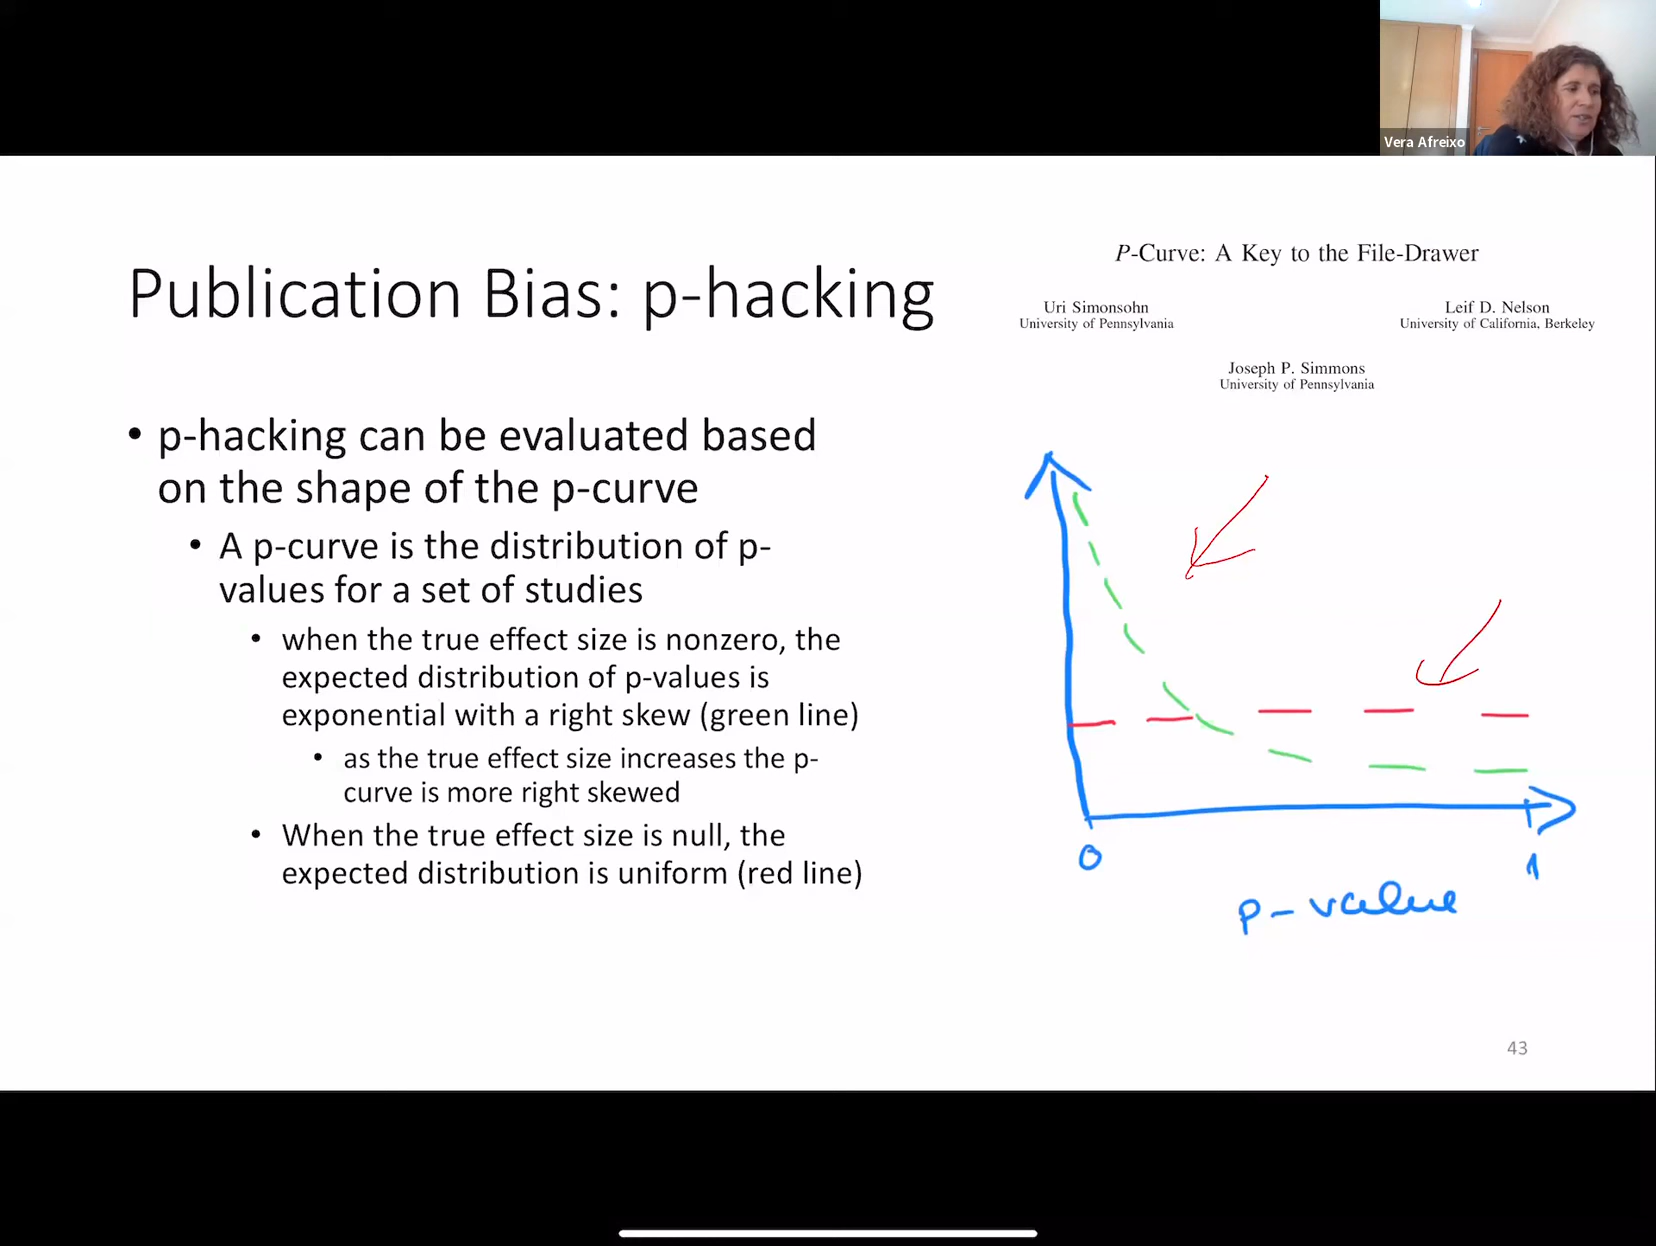 Vera Afreixo
Publication Bias: p-hacking
P-Curve: A Key to the File-Drawer
Uri Simonsohn
University of Pennsylvania
Leif D. Nelson
University of California, Berkeley
Joseph P. Simmons
University of Pennsylvania
• p-hacking can be evaluated based
on the shape of the p-curve
• A p-curve is the distribution of p-
values for a set of studies
• when the true effect size is nonzero, the
expected distribution of p-values is
exponential with a right skew (green line)
• as the true effect size increases the p-
curve is more right skewed
• When the true effect size is null, the
expected distribution is uniform (red line)
0
1
p-value
43